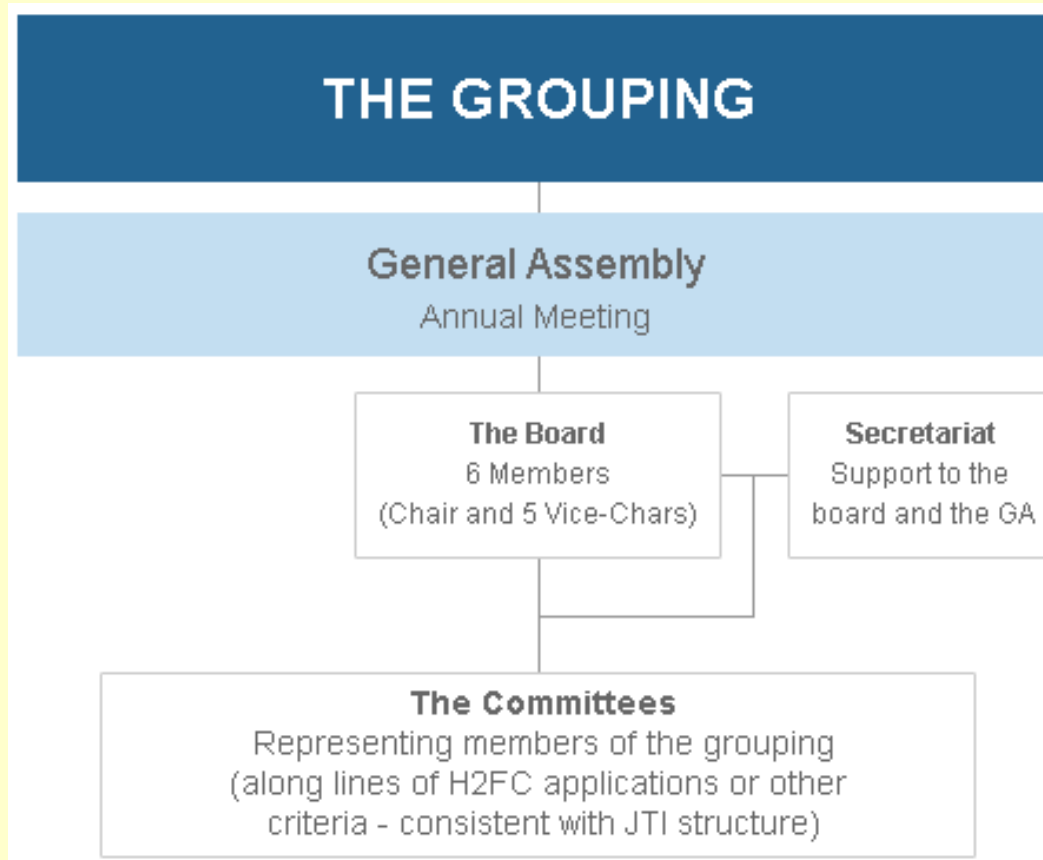 THE GROUPING
General Assembly
Annual Meeting
The Board
6 Members
(Chair and 5 Vice-Chars)
Secretariat
Support to the
board and the GA
The Committees
Representing members of the grouping
(along lines of H2FC applications or other
criteria - consistent with JTI structure)